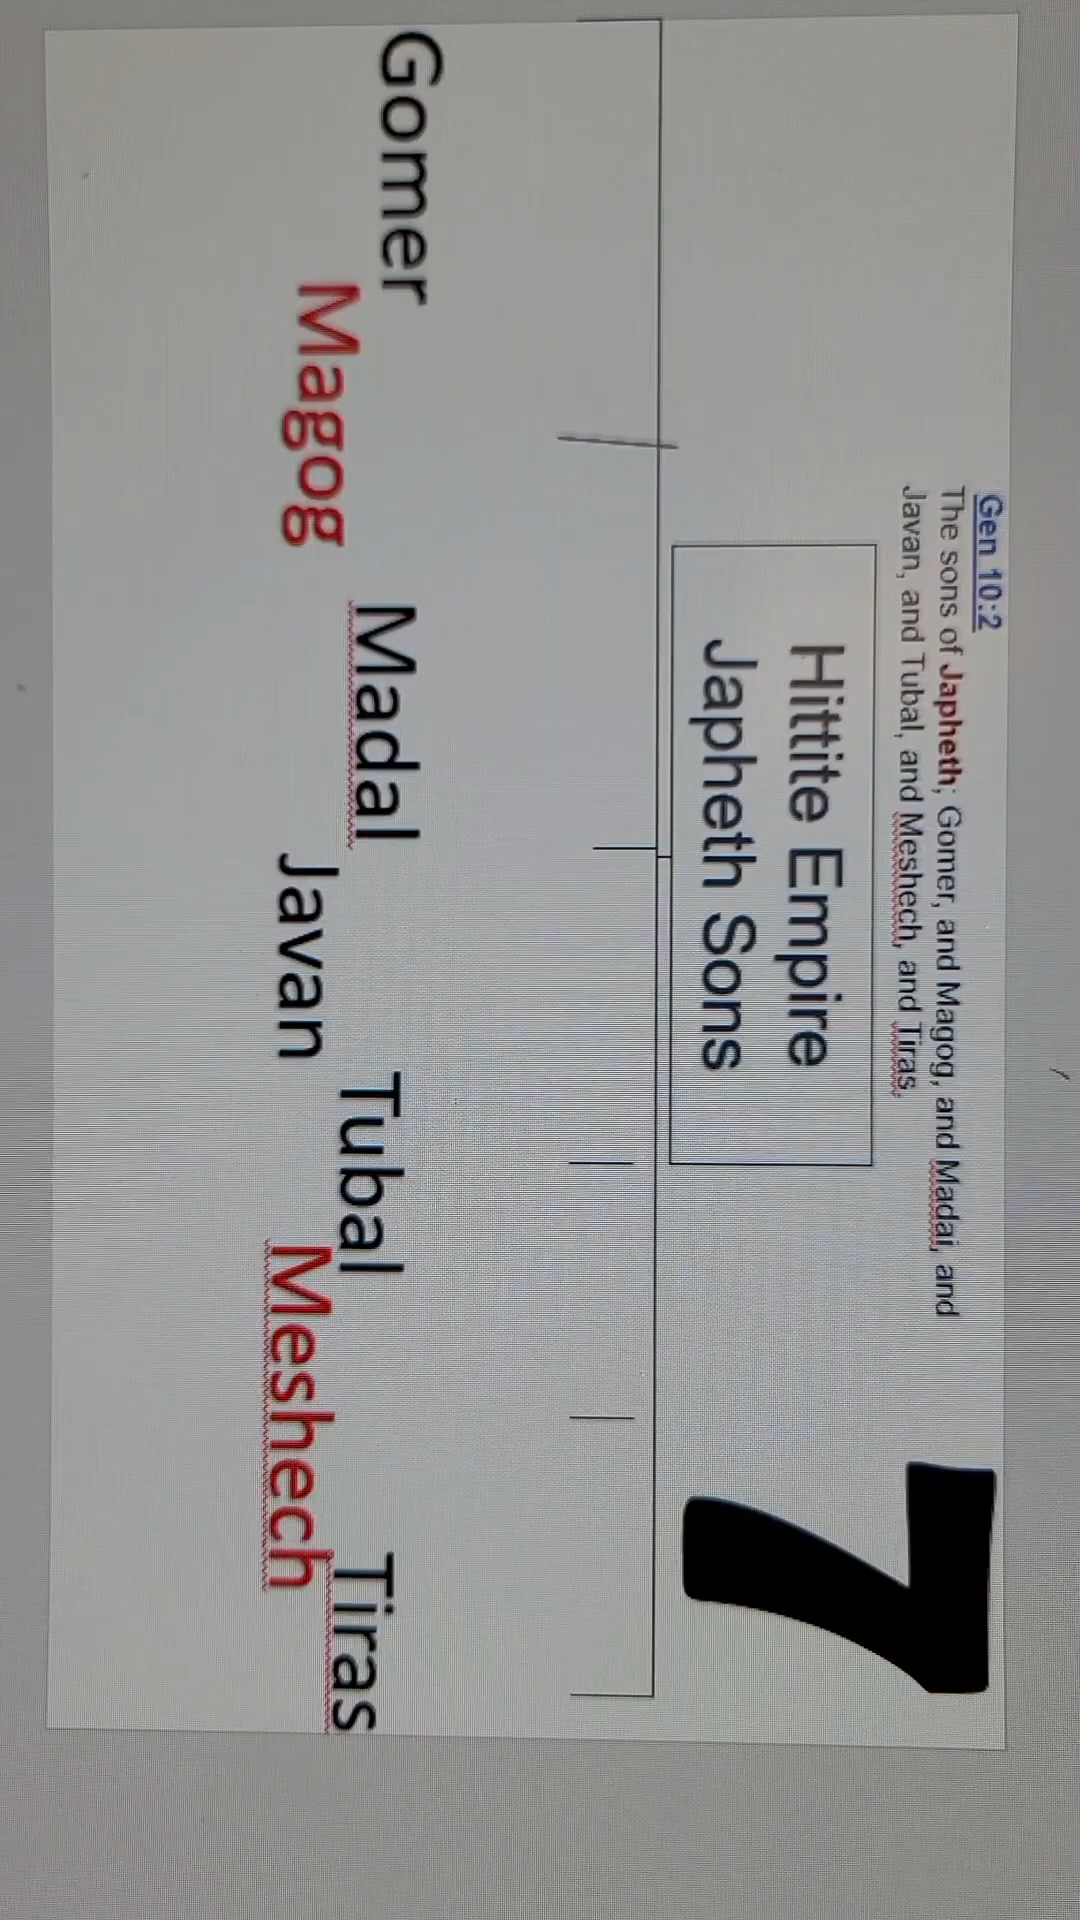 Gen 10:2
The sons of Japheth; Gomer, and Magog, and Madai, and
Javan, and Tubal, and Meshech, and Tiras.
7
Hittite Empire
Japheth Sons
Gomer
Magog
Madal
Javan
Tubal
Meshech
Tiras